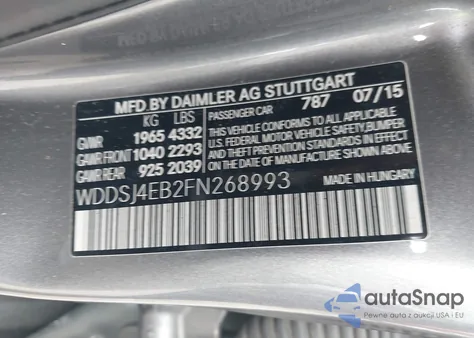 MFD.BY DAIMLER AG STUTTGART
KG LBS PASSENGER CAR 787 07/15
GVWR 1965 4332
GAWR FRONT 1040 2293
GAWR REAR 925 2039
THIS VEHICLE CONFORMS TO ALL APPLICABLE
U.S. FEDERAL MOTOR VEHICLE SAFETY, BUMPER,
AND THEFT PREVENTION STANDARDS IN EFFECT
ON THE DATE OF MANUFACTURE SHOWN ABOVE.
WDDSJ4EB2FN268993 MADE IN HUNGARY
autoSnap
Pewne auta z aukcji USA i EU